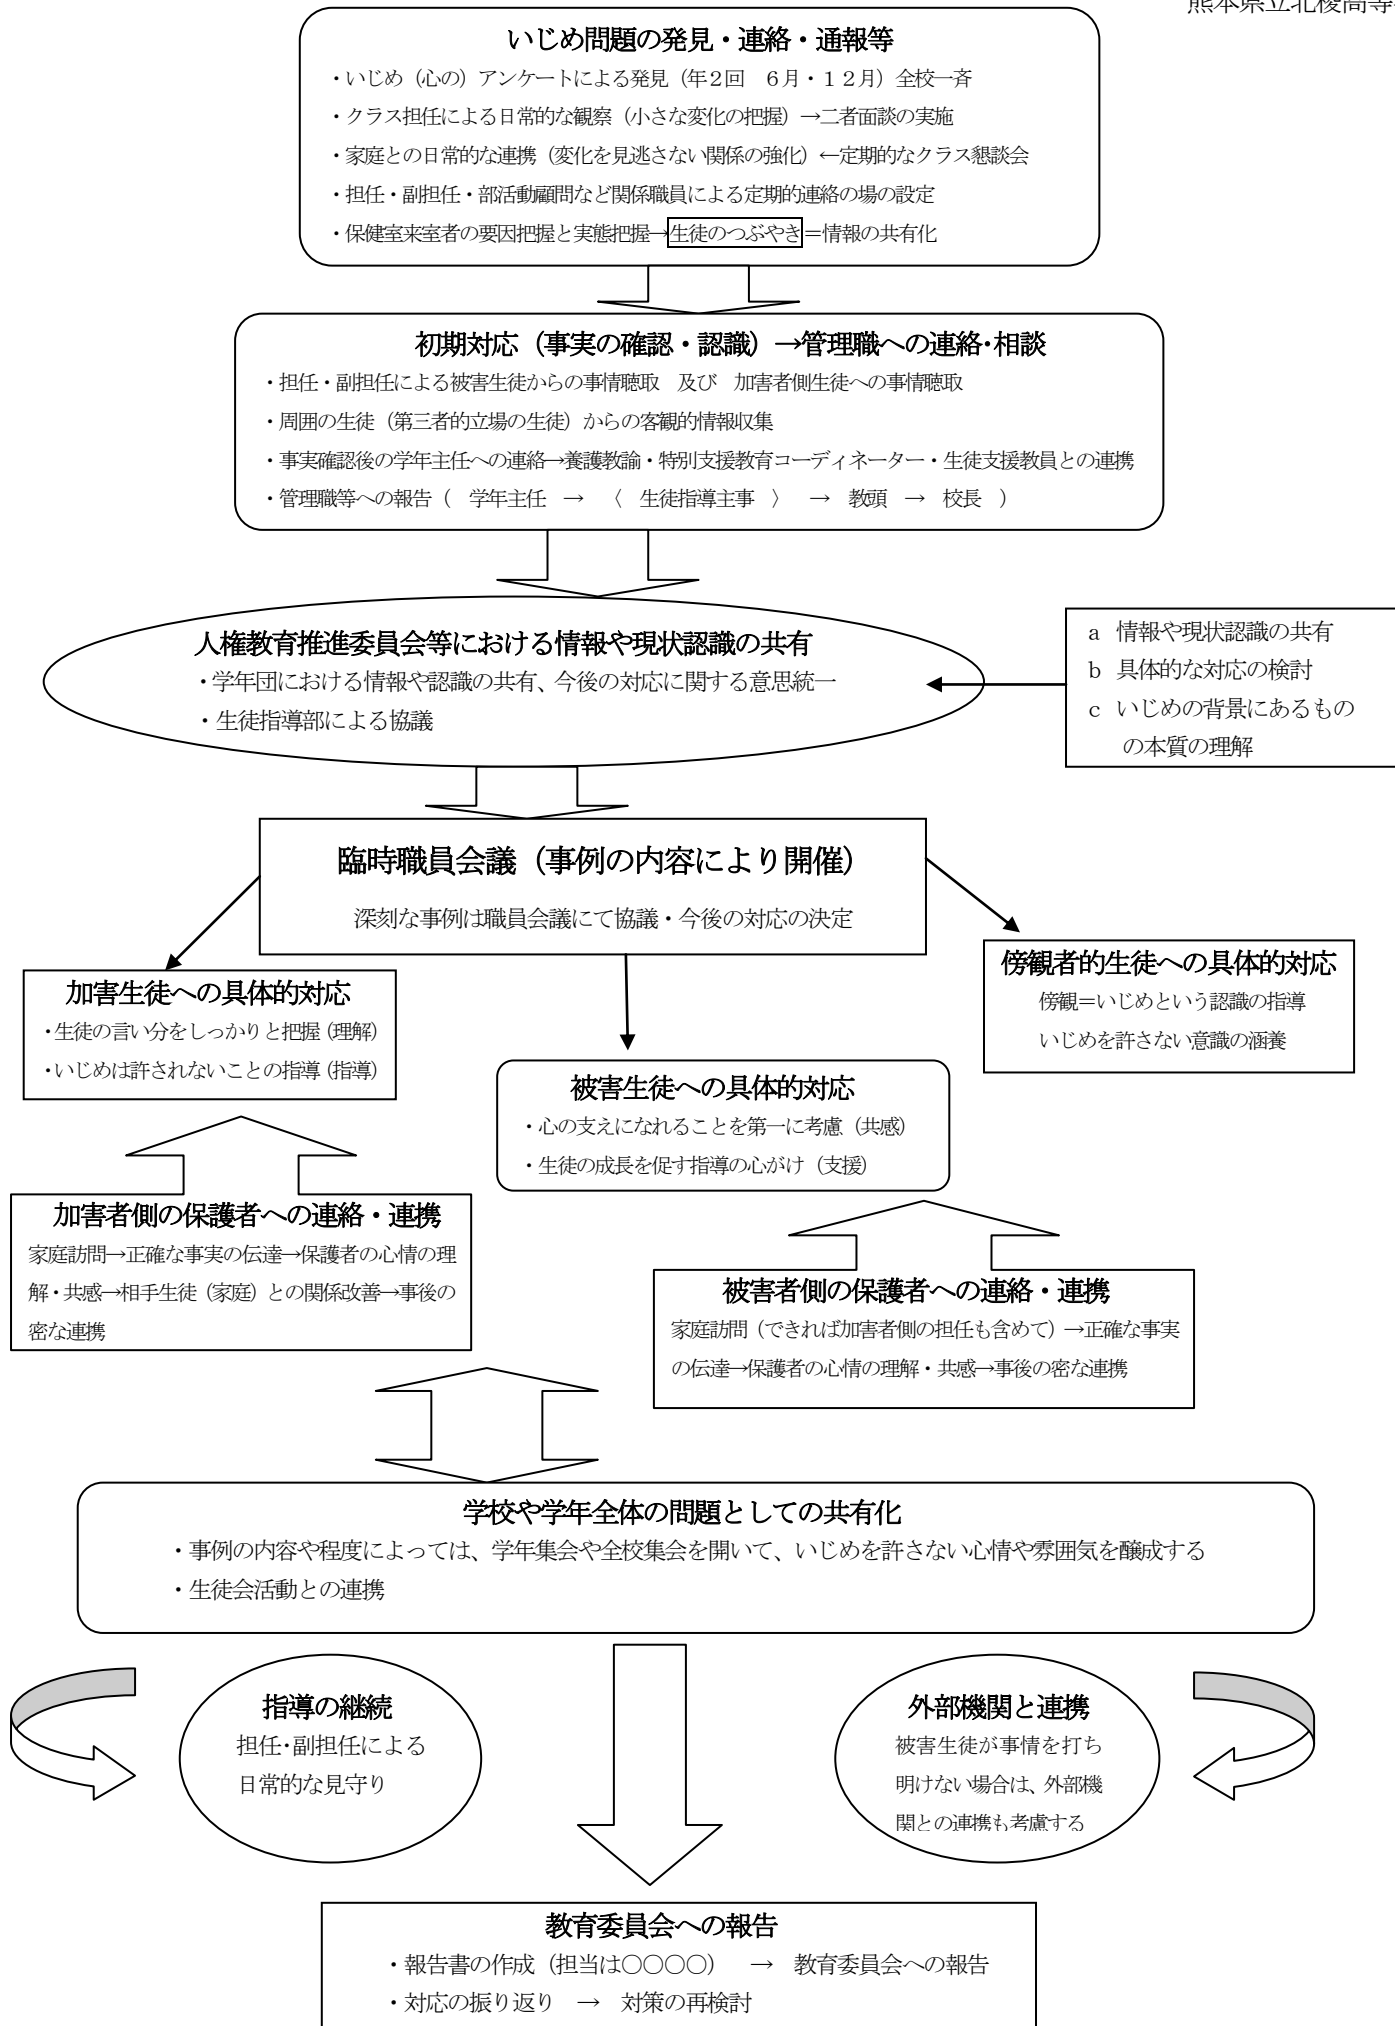 熊本県立北稜高等
いじめ問題の発見・連絡・通報等
・いじめ（心の）アンケートによる発見（年２回　６月・１２月）全校一斉
・クラス担任による日常的な観察（小さな変化の把握）→二者面談の実施
・家庭との日常的な連携（変化を見逃さない関係の強化）←定期的なクラス懇談会
・担任・副担任・部活動顧問など関係職員による定期的連絡の場の設定
・保健室来室者の要因把握と実態把握→生徒のつぶやき＝情報の共有化
初期対応（事実の確認・認識）→管理職への連絡・相談
・担任・副担任による被害生徒からの事情聴取　及び　加害者側生徒への事情聴取
・周囲の生徒（第三者的立場の生徒）からの客観的情報収集
・事実確認後の学年主任への連絡→養護教諭・特別支援教育コーディネーター・生徒支援教員との連携
・管理職等への報告（　学年主任　→　〈　生徒指導主事　〉　→　教頭　→　校長　）
人権教育推進委員会等における情報や現状認識の共有
・学年団における情報や認識の共有、今後の対応に関する意思統一
・生徒指導部による協議
a　情報や現状認識の共有
b　具体的な対応の検討
c　いじめの背景にあるもの
の本質の理解
臨時職員会議（事例の内容により開催）
深刻な事例は職員会議にて協議・今後の対応の決定
加害生徒への具体的対応
・生徒の言い分をしっかりと把握（理解）
・いじめは許されないことの指導（指導）
傍観者的生徒への具体的対応
傍観＝いじめという認識の指導
いじめを許さない意識の涵養
被害生徒への具体的対応
・心の支えになれることを第一に考慮（共感）
・生徒の成長を促す指導の心がけ（支援）
加害者側の保護者への連絡・連携
家庭訪問→正確な事実の伝達→保護者の心情の理
解・共感→相手生徒（家庭）との関係改善→事後の
密な連携
被害者側の保護者への連絡・連携
家庭訪問（できれば加害者側の担任も含めて）→正確な事実
の伝達→保護者の心情の理解・共感→事後の密な連携
学校や学年全体の問題としての共有化
・事例の内容や程度によっては、学年集会や全校集会を開いて、いじめを許さない心情や雰囲気を醸成する
・生徒会活動との連携
指導の継続
担任・副担任による
日常的な見守り
外部機関と連携
被害生徒が事情を打ち
明けない場合は、外部機
関との連携も考慮する
教育委員会への報告
・報告書の作成（担当は○○○○）　→　教育委員会への報告
・対応の振り返り　→　対策の再検討